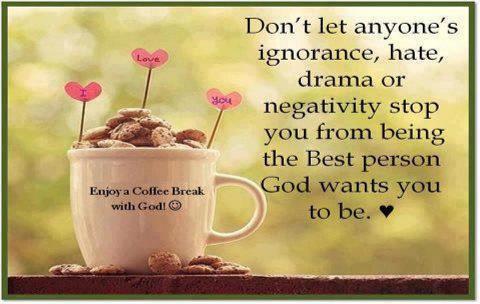 I
Love
You
Enjoy a Coffee Break
with God! ☺
Don't let anyone's
ignorance, hate,
drama or
negativity stop
you from being
the Best person
God wants you
to be. ♥